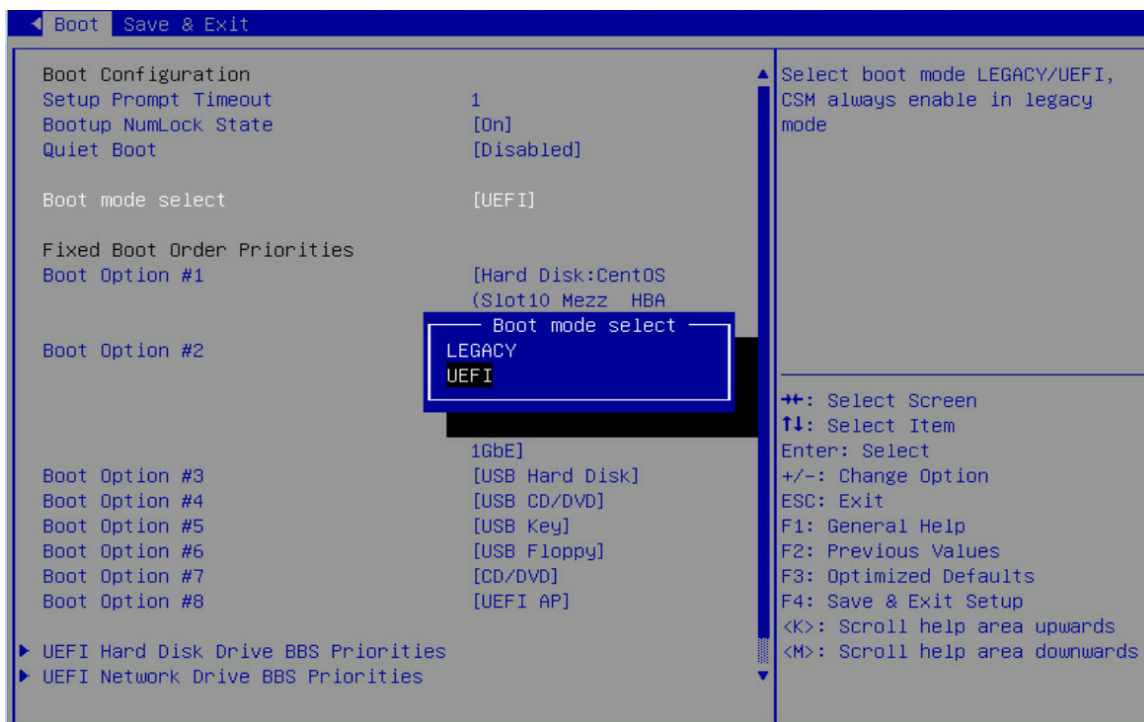 Boot Save & Exit
Boot Configuration
Setup Prompt Timeout 1
Bootup NumLock State [On]
Quiet Boot [Disabled]
Boot mode select [UEFI]
Fixed Boot Order Priorities
Boot Option #1 [Hard Disk:CentOS
(Slot10 Mezz HBA
Boot Option #2
Boot mode select
LEGACY
UEFI
1GbE]
Boot Option #3 [USB Hard Disk]
Boot Option #4 [USB CD/DVD]
Boot Option #5 [USB Key]
Boot Option #6 [USB Floppy]
Boot Option #7 [CD/DVD]
Boot Option #8 [UEFI AP]
UEFI Hard Disk Drive BBS Priorities
UEFI Network Drive BBS Priorities
Select boot mode LEGACY/UEFI,
CSM always enable in legacy
mode
→←: Select Screen
↑↓: Select Item
Enter: Select
+/-: Change Option
ESC: Exit
F1: General Help
F2: Previous Values
F3: Optimized Defaults
F4: Save & Exit Setup
<K>: Scroll help area upwards
<M>: Scroll help area downwards